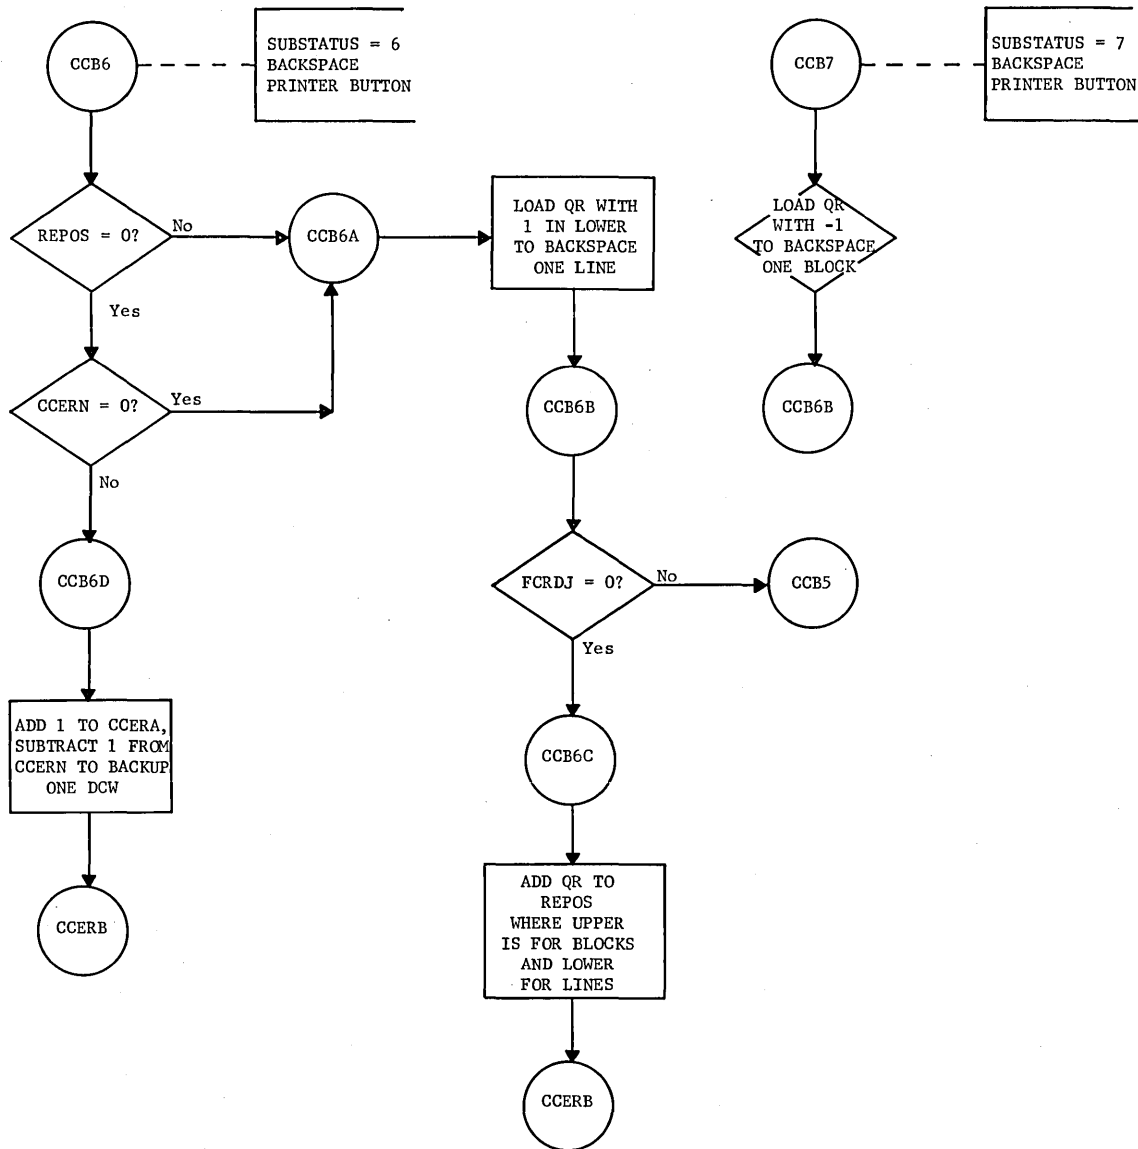 CCB6
SUBSTATUS = 6
BACKSPACE
PRINTER BUTTON
CCB7
SUBSTATUS = 7
BACKSPACE
PRINTER BUTTON
REPOS = 0?
No
Yes
CCB6A
LOAD QR WITH
1 IN LOWER
TO BACKSPACE
ONE LINE
LOAD QR
WITH -1
TO BACKSPACE
ONE BLOCK
CCERN = 0?
Yes
No
CCB6B
CCB6B
CCB6D
FCRDJ = 0?
No
Yes
CCB5
ADD 1 TO CCERA,
SUBTRACT 1 FROM
CCERN TO BACKUP
ONE DCW
CCB6C
CCERB
ADD QR TO
REPOS
WHERE UPPER
IS FOR BLOCKS
AND LOWER
FOR LINES
CCERB